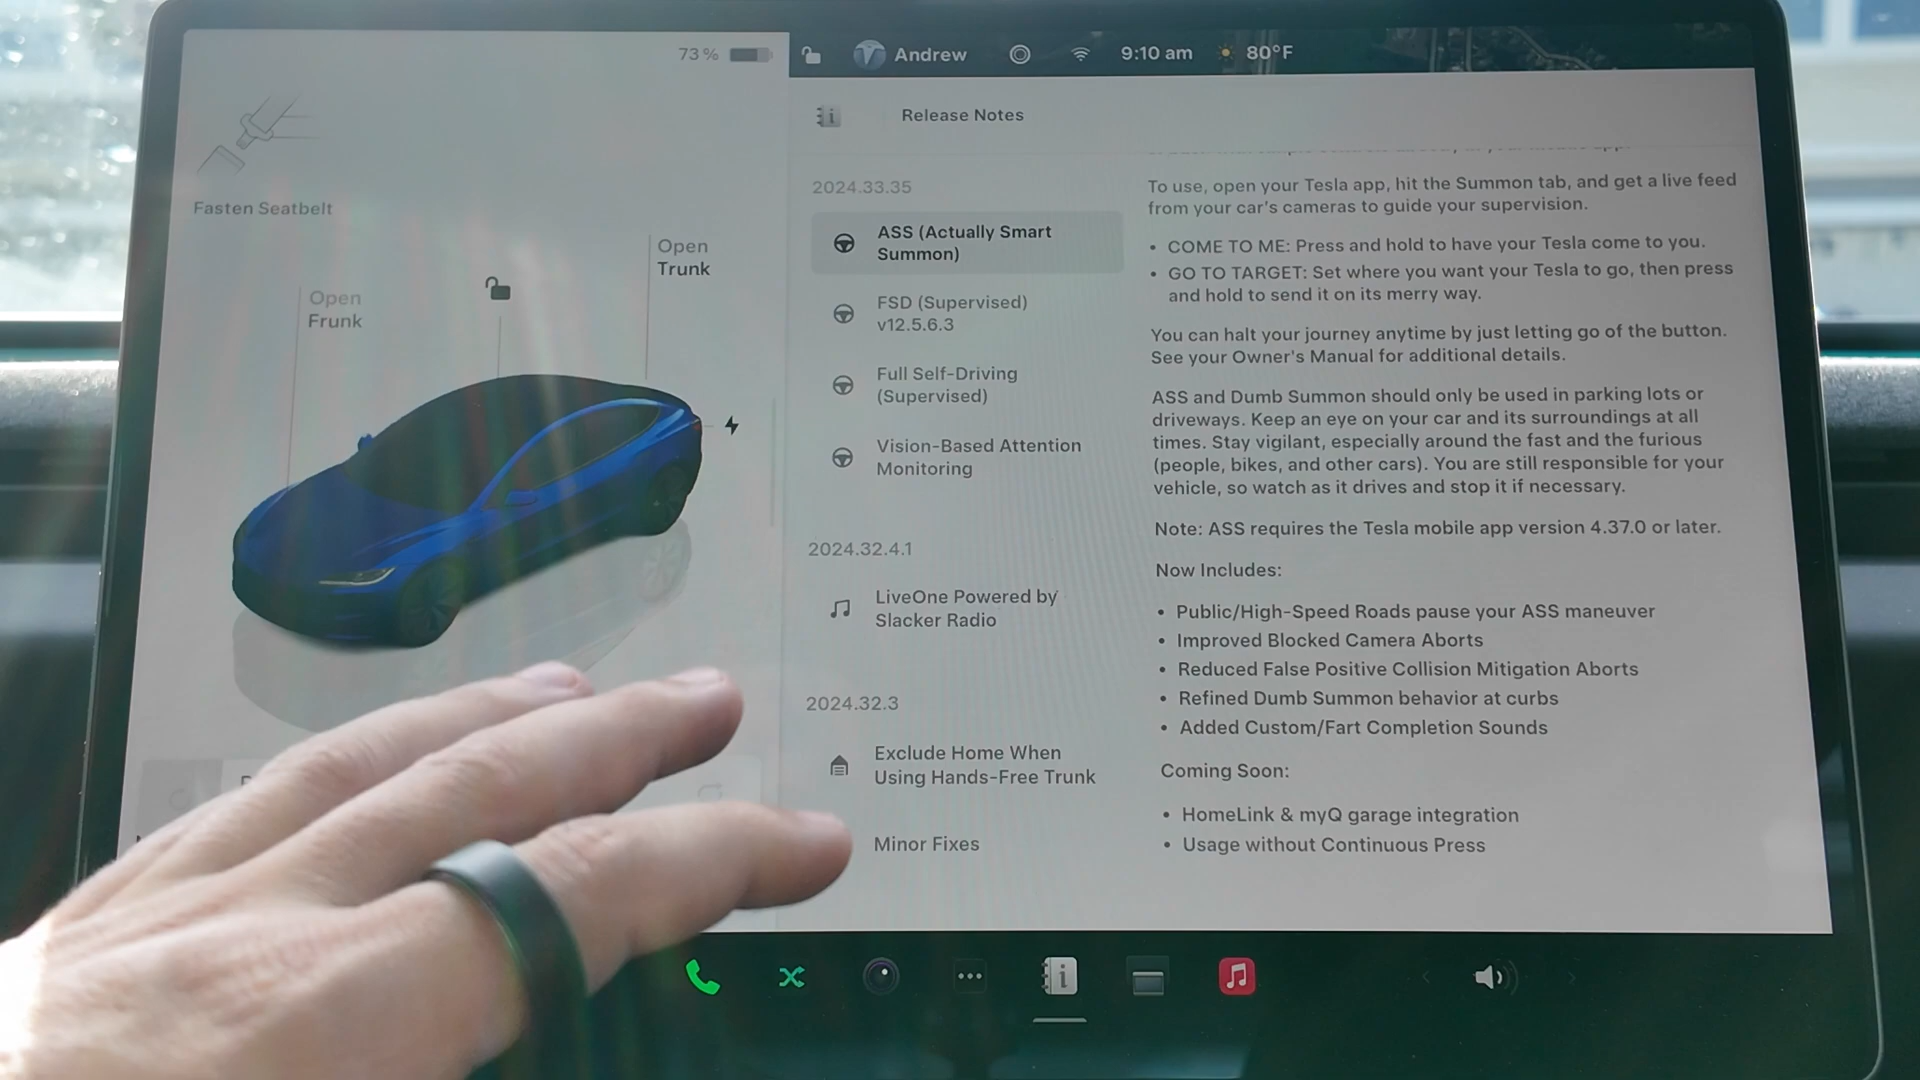 73 %
Andrew
9:10 am
80°F
Fasten Seatbelt
Open
Trunk
Open
Frunk
Release Notes
2024.33.35
ASS (Actually Smart
Summon)
FSD (Supervised)
v12.5.6.3
Full Self-Driving
(Supervised)
Vision-Based Attention
Monitoring
2024.32.4.1
LiveOne Powered by
Slacker Radio
2024.32.3
Exclude Home When
Using Hands-Free Trunk
Minor Fixes
To use, open your Tesla app, hit the Summon tab, and get a live feed
from your car's cameras to guide your supervision.
• COME TO ME: Press and hold to have your Tesla come to you.
• GO TO TARGET: Set where you want your Tesla to go, then press
and hold to send it on its merry way.
You can halt your journey anytime by just letting go of the button.
See your Owner's Manual for additional details.
ASS and Dumb Summon should only be used in parking lots or
driveways. Keep an eye on your car and its surroundings at all
times. Stay vigilant, especially around the fast and the furious
(people, bikes, and other cars). You are still responsible for your
vehicle, so watch as it drives and stop it if necessary.
Note: ASS requires the Tesla mobile app version 4.37.0 or later.
Now Includes:
• Public/High-Speed Roads pause your ASS maneuver
• Improved Blocked Camera Aborts
• Reduced False Positive Collision Mitigation Aborts
• Refined Dumb Summon behavior at curbs
• Added Custom/Fart Completion Sounds
Coming Soon:
• HomeLink & myQ garage integration
• Usage without Continuous Press